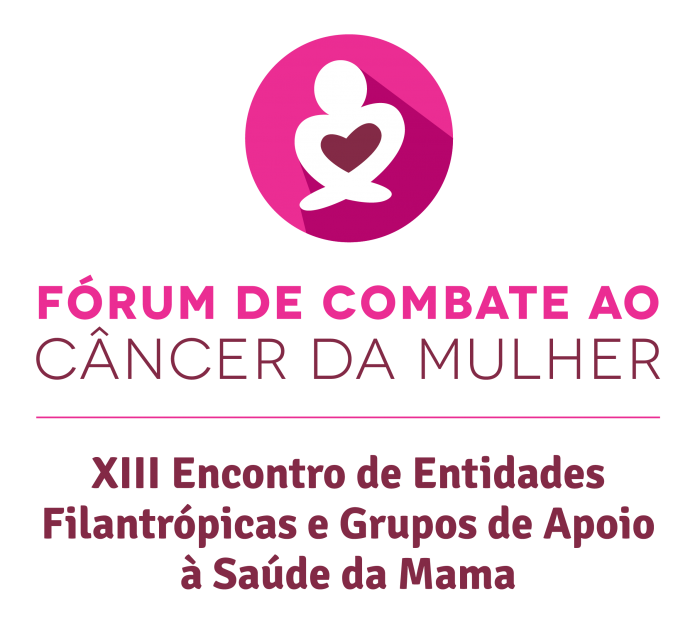 FÓRUM DE COMBATE AO
CÂNCER DA MULHER
XIII Encontro de Entidades
Filantrópicas e Grupos de Apoio
à Saúde da Mama